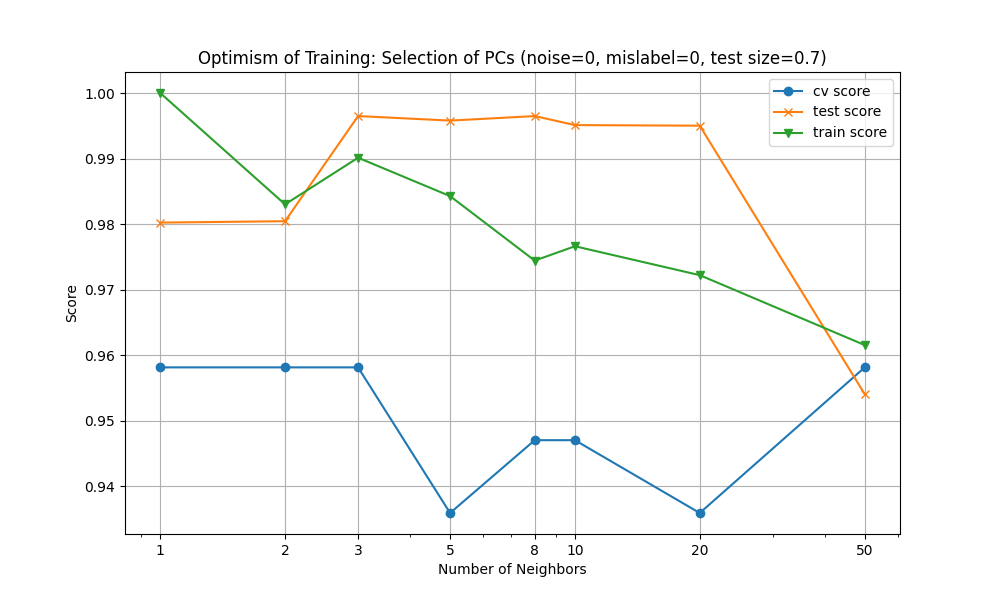 Optimism of Training: Selection of PCs (noise=0, mislabel=0, test size=0.7)
cv score
test score
train score
1.00
0.99
0.98
0.97
0.96
0.95
0.94
Score
1 2 3 5 8 10 20 50
Number of Neighbors